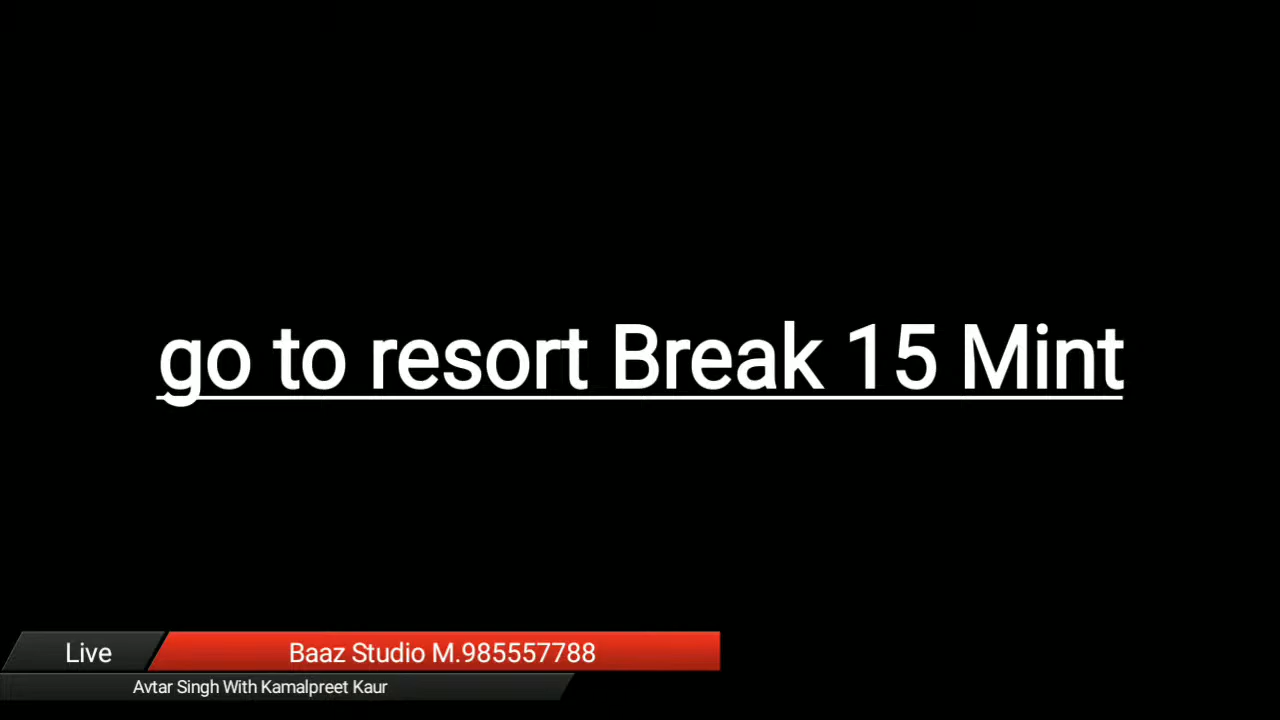 go to resort Break 15 Mint
Live
Baaz Studio M.985557788
Avtar Singh With Kamalpreet Kaur